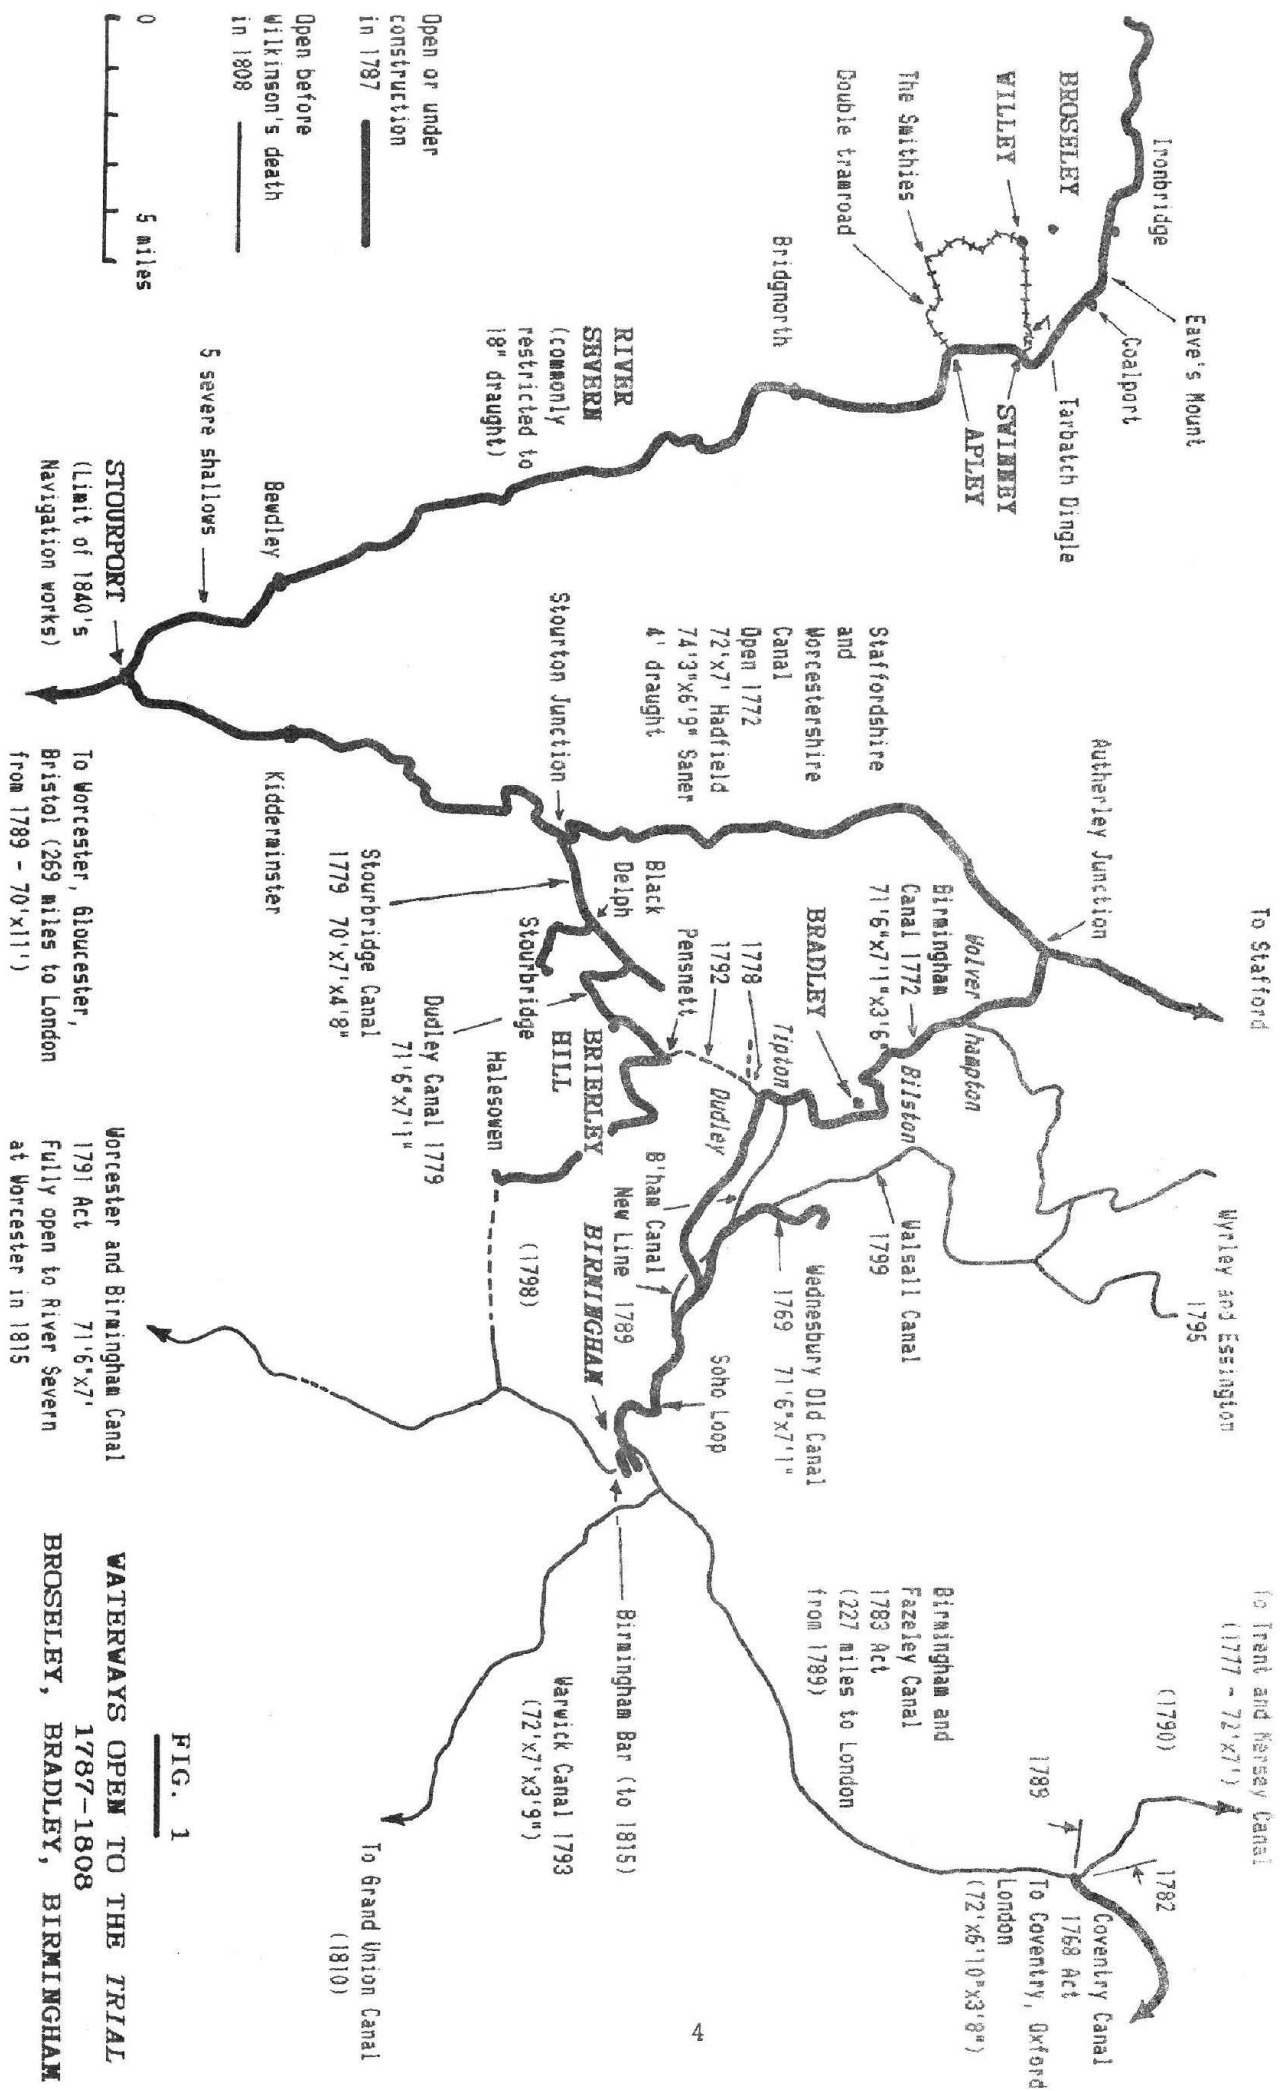 Ironbridge
Eave's Mount
BROSELEY
Coalport
WILLEY
Tarbatch Dingle
The Smithies
SWINNEY
Double tramroad
APLEY
Bridgnorth
RIVER
SEVERN
(commonly
restricted to
18" draught)
Open or under
construction
in 1787
Open before
Wilkinson's death
in 1808
0
5 miles
5 severe shallows
Bewdley
STOURPORT
(Limit of 1840's
Navigation works)
To Stafford
Autherley Junction
Staffordshire
and
Worcestershire
Canal
Open 1772
72'x7' Hadfield
74'3"x6'9" Saner
4' draught
Stourton Junction
Kidderminster
To Worcester, Gloucester,
Bristol (269 miles to London
from 1789 - 70'x11')
Wolver
hampton
Birmingham
Canal 1772
71'6"x7'1"x3'6"
Bilston
BRADLEY
Tipton
1778
1792
Dudley
Pensnett
Black
Delph
Stourbridge
Stourbridge Canal
1779 70'x7'x4'8"
BRIERLEY
HILL
Dudley Canal 1779
71'6"x7'1"
Halesowen
(1798)
Wyrley and Essington
1795
Walsall Canal
1799
Wednesbury Old Canal
1769 71'6"x7'1"
B'ham Canal
New Line 1789
Soho Loop
BIRMINGHAM
Worcester and Birmingham Canal
1791 Act 71'6"x7'
Fully open to River Severn
at Worcester in 1815
To Trent and Mersey Canal
(1777 - 72'x7')
(1790)
1782
1789
Coventry Canal
1768 Act
To Coventry, Oxford
London
(72'x6'10"x3'8")
Birmingham and
Fazeley Canal
1783 Act
(227 miles to London
from 1789)
Birmingham Bar (to 1815)
Warwick Canal 1793
(72'x7'x3'9")
To Grand Union Canal
(1810)
FIG. 1
WATERWAYS OPEN TO THE TRIAL
1787-1808
BROSELEY, BRADLEY, BIRMINGHAM
4